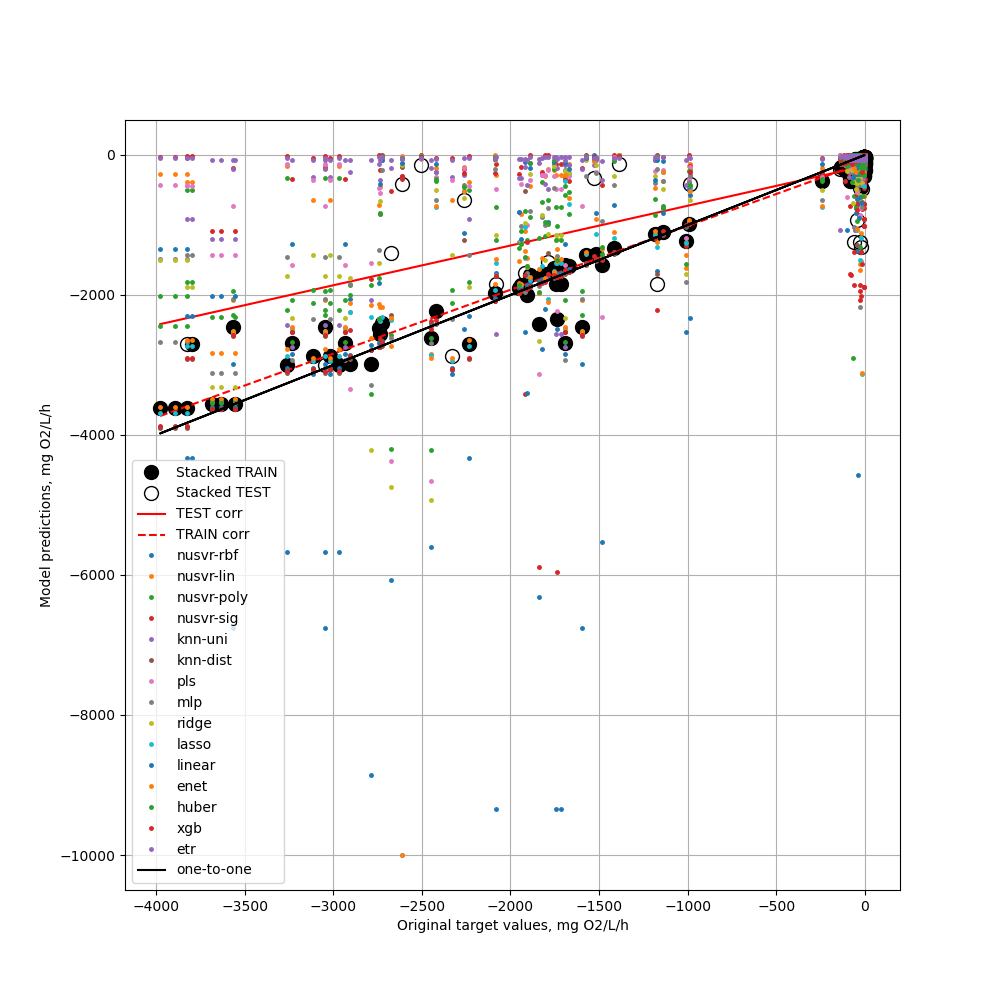 0
−2000
−4000
−6000
−8000
−10000
Model predictions, mg O2/L/h
Stacked TRAIN
Stacked TEST
TEST corr
TRAIN corr
nusvr-rbf
nusvr-lin
nusvr-poly
nusvr-sig
knn-uni
knn-dist
pls
mlp
ridge
lasso
linear
enet
huber
xgb
etr
one-to-one
−4000 −3500 −3000 −2500 −2000 −1500 −1000 −500 0
Original target values, mg O2/L/h